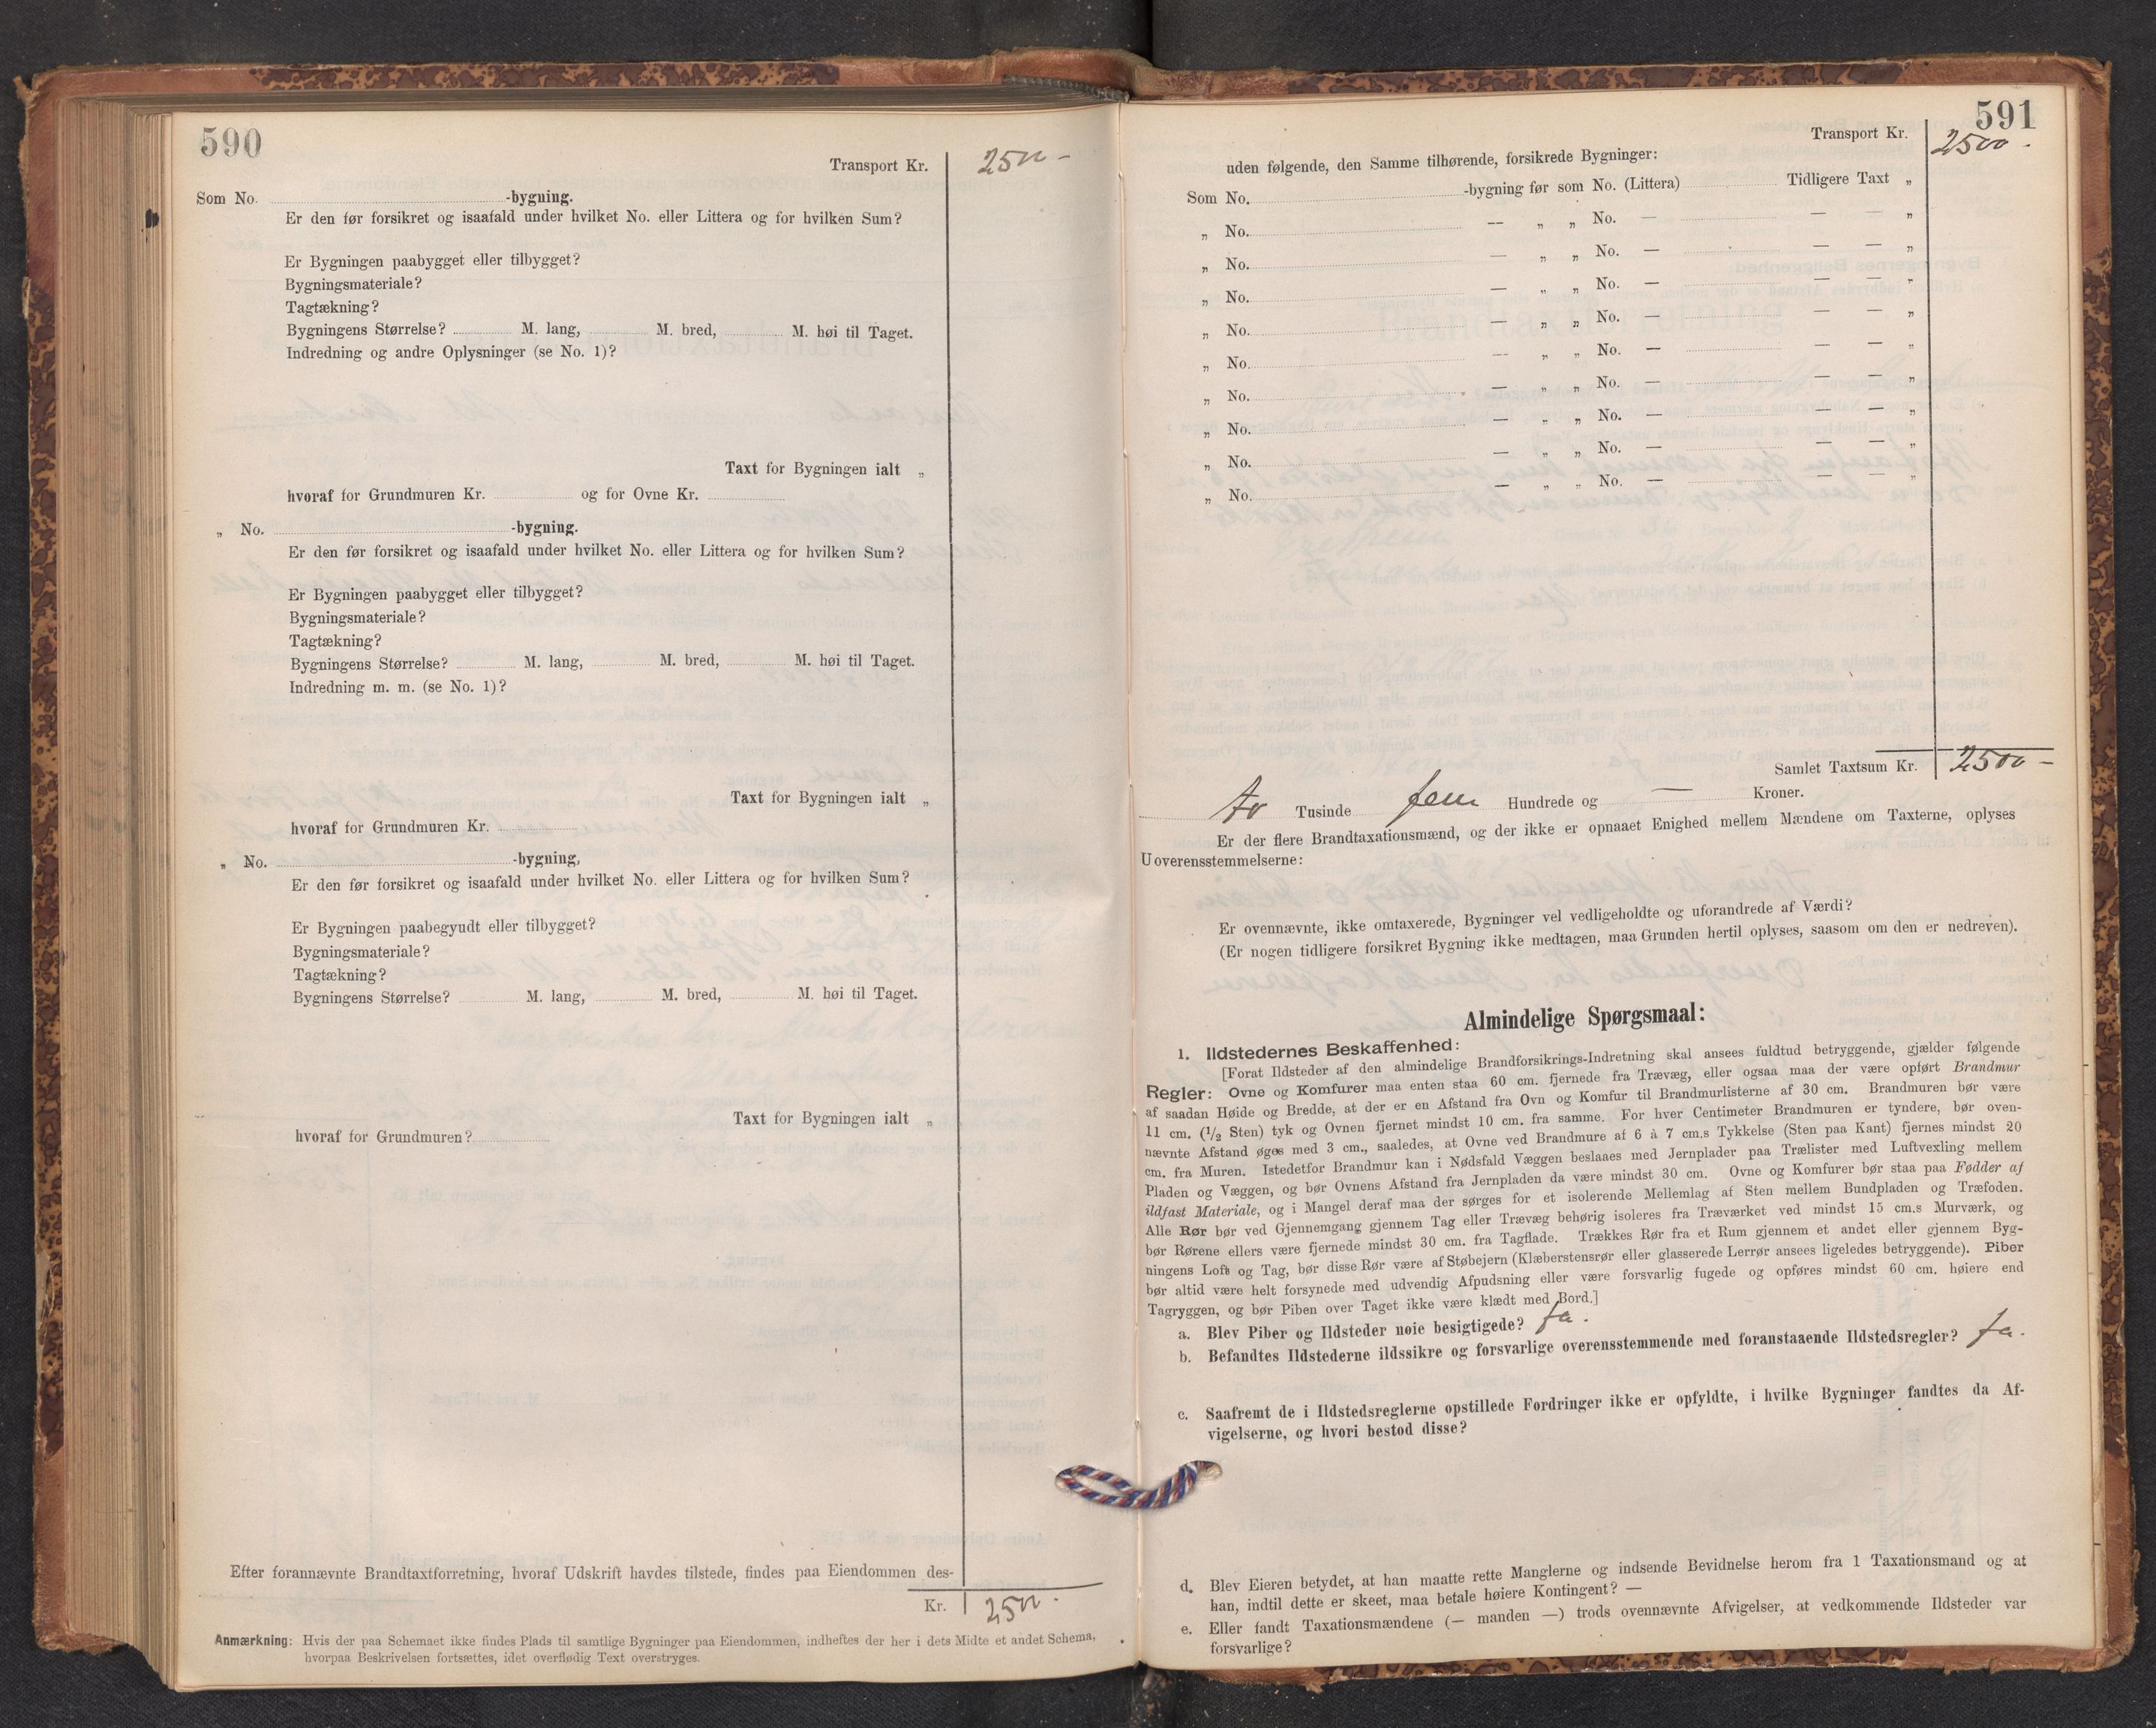 590
Transport Kr. 2500 –
Som No. -bygning.
Er den før forsikret og isaafald under hvilket No. eller Littera og for hvilken Sum?
Er Bygningen paabygget eller tilbygget?
Bygningsmateriale?
Tagtækning?
Bygningens Størrelse? M. lang, M. bred, M. høi til Taget.
Indredning og andre Oplysninger (se No. 1)?
Taxt for Bygningen ialt „
hvoraf for Grundmuren Kr. og for Ovne Kr.
„ No. -bygning.
Er den før forsikret og isaafald under hvilket No. eller Littera og for hvilken Sum?
Er Bygningen paabygget eller tilbygget?
Bygningsmateriale?
Tagtækning?
Bygningens Størrelse? M. lang, M. bred, M. høi til Taget.
Indredning m. m. (se No. 1)?
Taxt for Bygningen ialt „
hvoraf for Grundmuren Kr.
„ No. -bygning,
Er den før forsikret og isaafald under hvilket No. eller Littera og for hvilken Sum?
Er Bygningen paabegyudt eller tilbygget?
Bygningsmateriale?
Tagtækning?
Bygningens Størrelse? M. lang, M. bred, M. høi til Taget.
Taxt for Bygningen ialt „
hvoraf for Grundmuren?
Efter forannævnte Brandtaxtforretning, hvoraf Udskrift havdes tilstede, findes paa Eiendommen des-
Kr. 2500.
Anmærkning: Hvis der paa Schemaet ikke findes Plads til samtlige Bygninger paa Eiendommen, indheftes der her i dets Midte et andet Schema,
hvorpaa Beskrivelsen fortsættes, idet overflødig Text overstryges.
591
Transport Kr. 2500 -
uden følgende, den Samme tilhørende, forsikrede Bygninger:
Som No. -bygning før som No. (Littera) Tidligere Taxt „
„ No. — „ „ No. — — — „
„ No. — „ „ No. — — — „
„ No. — „ „ No. — — — „
„ No. — „ „ No. — — — „
„ No. — „ „ No. — — — „
„ No. — „ „ No. — — — „
„ No. — „ „ No. — — — „
„ No. — „ „ No. — — — „
„ No. — „ „ No. — — — „
Samlet Taxtsum Kr. 2500 –
to Tusinde fem Hundrede og — Kroner.
Er der flere Brandtaxationsmænd, og der ikke er opnaaet Enighed mellem Mændene om Taxterne, oplyses
Uoverensstemmelserne:
Er ovennævnte, ikke omtaxerede, Bygninger vel vedligeholdte og uforandrede af Værdi?
(Er nogen tidligere forsikret Bygning ikke medtagen, maa Grunden hertil oplyses, saasom om den er nedreven).
Almindelige Spørgsmaal:
1. Ildstedernes Beskaffenhed:
[Forat Ildsteder af den almindelige Brandforsikrings-Indretning skal ansees fuldtud betryggende, gjælder følgende
Regler: Ovne og Komfurer maa enten staa 60 cm. fjernede fra Trævæg, eller ogsaa maa der være opført Brandmur
af saadan Høide og Bredde, at der er en Afstand fra Ovn og Komfur til Brandmurlisterne af 30 cm. Brandmuren bør være
11 cm. (½ Sten) tyk og Ovnen fjernet mindst 10 cm. fra samme. For hver Centimeter Brandmuren er tyndere, bør oven-
nævnte Afstand øges med 3 cm., saaledes, at Ovne ved Brandmure af 6 à 7 cm.s Tykkelse (Sten paa Kant) fjernes mindst 20
cm. fra Muren. Istedetfor Brandmur kan i Nødsfald Væggen beslaaes med Jernplader paa Trælister med Luftvexling mellem
Pladen og Væggen, og bør Ovnens Afstand fra Jernpladen da være mindst 30 cm. Ovne og Komfurer bør staa paa Fødder af
ildfast Materiale, og i Mangel deraf maa der sørges for et isolerende Mellemlag af Sten mellem Bundpladen og Træfoden.
Alle Rør bør ved Gjennemgang gjennem Tag eller Trævæg behørig isoleres fra Træværket ved mindst 15 cm.s Murværk, og
bør Rørene ellers være fjernede mindst 30 cm. fra Tagflade. Trækkes Rør fra et Rum gjennem et andet eller gjennem Byg-
ningens Loft og Tag, bør disse Rør være af Støbejern (Klæberstensrør eller glasserede Lerrør ansees ligeledes betryggende). Piber
bør altid være helt forsynede med udvendig Afpudsning eller være forsvarlig fugede og opføres mindst 60 cm. høiere end
Tagryggen, og bør Piben over Taget ikke være klædt med Bord.]
a. Blev Piber og Ildsteder nøie besigtigede? Ja.
b. Befandtes Ildstederne ildssikre og forsvarlige overensstemmende med foranstaaende Ildstedsregler? Ja.
c. Saafremt de i Ildstedsreglerne opstillede Fordringer ikke er opfyldte, i hvilke Bygninger fandtes da Af-
vigelserne, og hvori bestod disse?
d. Blev Eieren betydet, at han maatte rette Manglerne og indsende Bevidnelse herom fra 1 Taxationsmand og at
han, indtil dette er skeet, maa betale høiere Kontingent? —
e. Eller fandt Taxationsmændene (— manden —) trods ovennævnte Afvigelser, at vedkommende Ildsteder var
forsvarlige?